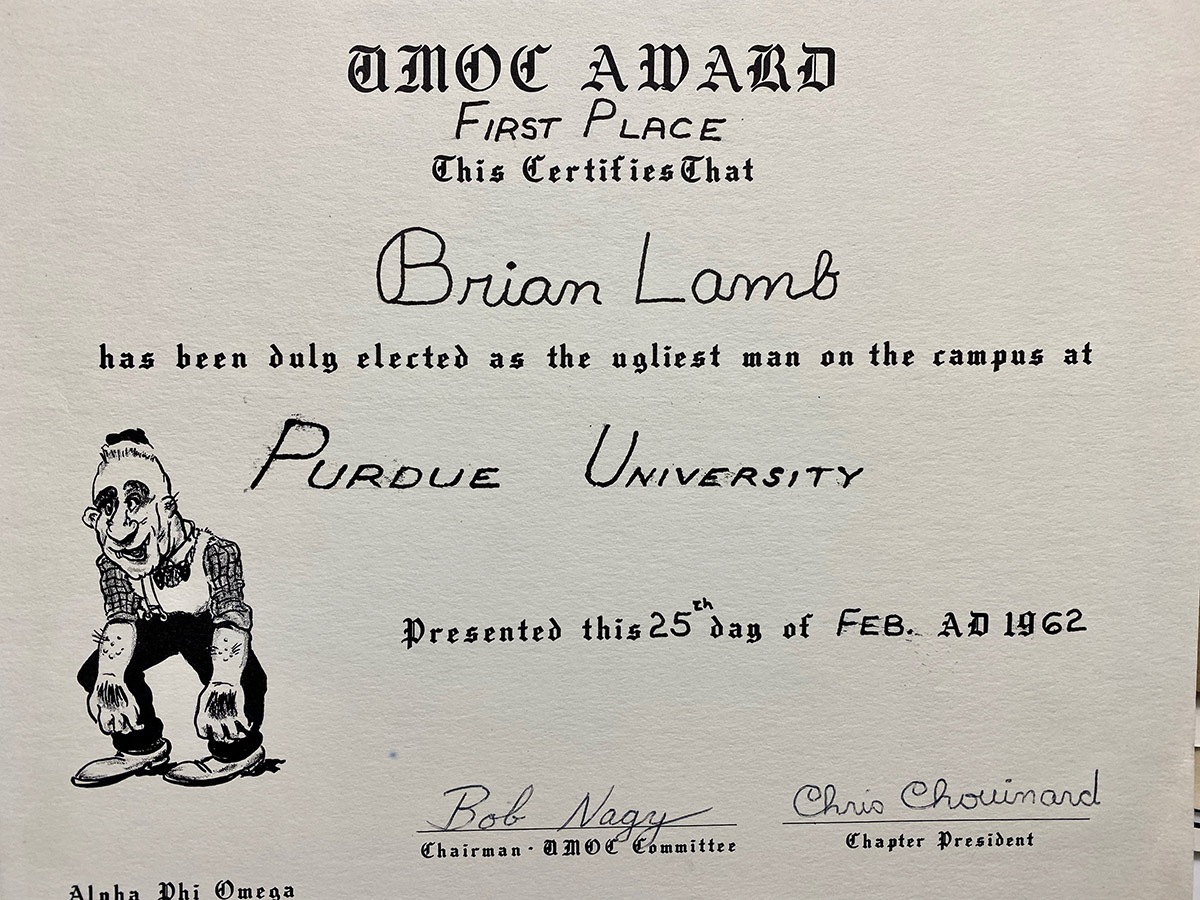 UMOC AWARD
FIRST PLACE
This Certifies That
Brian Lamb
has been duly elected as the ugliest man on the campus at
PURDUE UNIVERSITY
Presented this 25th day of FEB. AD 1962
Bob Nagy
Chairman - UMOC Committee
Chris Chouinard
Chapter President
Alpha Phi Omega